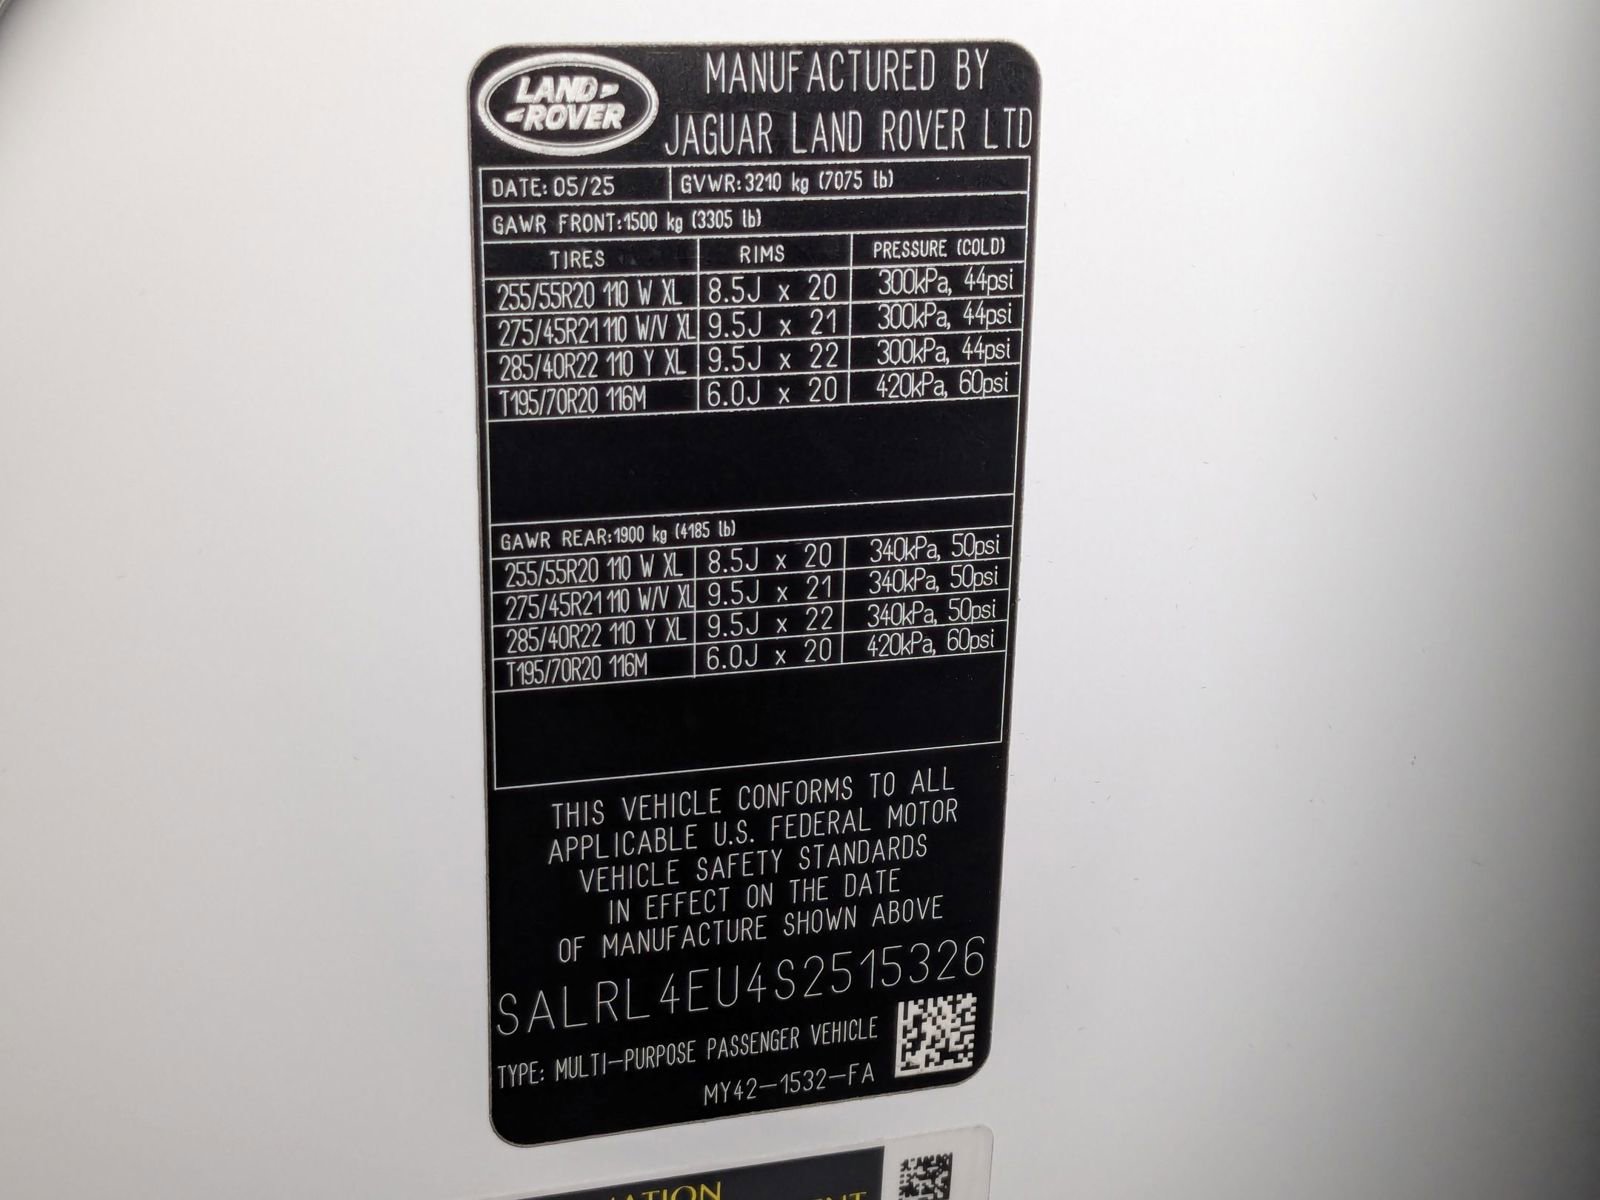 LAND-
-ROVER
MANUFACTURED BY
JAGUAR LAND ROVER LTD
DATE: 05/25 GVWR:3210 kg (7075 lb)
GAWR FRONT:1500 kg (3305 lb)
TIRES RIMS PRESSURE (COLD)
255/55R20 110 W XL 8.5J x 20 300kPa, 44psi
275/45R21 110 W/V XL 9.5J x 21 300kPa, 44psi
285/40R22 110 Y XL 9.5J x 22 300kPa, 44psi
T195/70R20 116M 6.0J x 20 420kPa, 60psi
GAWR REAR:1900 kg (4185 lb)
255/55R20 110 W XL 8.5J x 20 340kPa, 50psi
275/45R21 110 W/V XL 9.5J x 21 340kPa, 50psi
285/40R22 110 Y XL 9.5J x 22 340kPa, 50psi
T195/70R20 116M 6.0J x 20 420kPa, 60psi
THIS VEHICLE CONFORMS TO ALL
APPLICABLE U.S. FEDERAL MOTOR
VEHICLE SAFETY STANDARDS
IN EFFECT ON THE DATE
OF MANUFACTURE SHOWN ABOVE
SALRL4EU4S2515326
TYPE: MULTI-PURPOSE PASSENGER VEHICLE
MY42-1532-FA